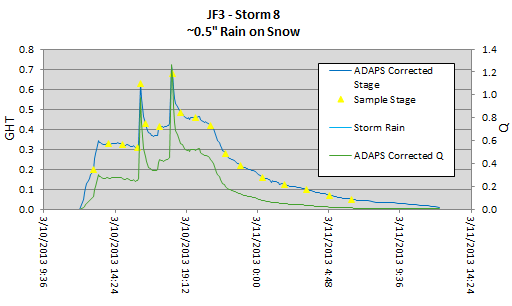 JF3 - Storm 8
~0.5" Rain on Snow
0.8
0.7
0.6
0.5
0.4
0.3
0.2
0.1
0.0
GHT
1.4
1.2
1.0
0.8
0.6
0.4
0.2
0.0
Q
ADAPS Corrected
Stage
Sample Stage
Storm Rain
ADAPS Corrected Q
3/10/2013 9:36
3/10/2013 14:24
3/10/2013 19:12
3/11/2013 0:00
3/11/2013 4:48
3/11/2013 9:36
3/11/2013 14:24